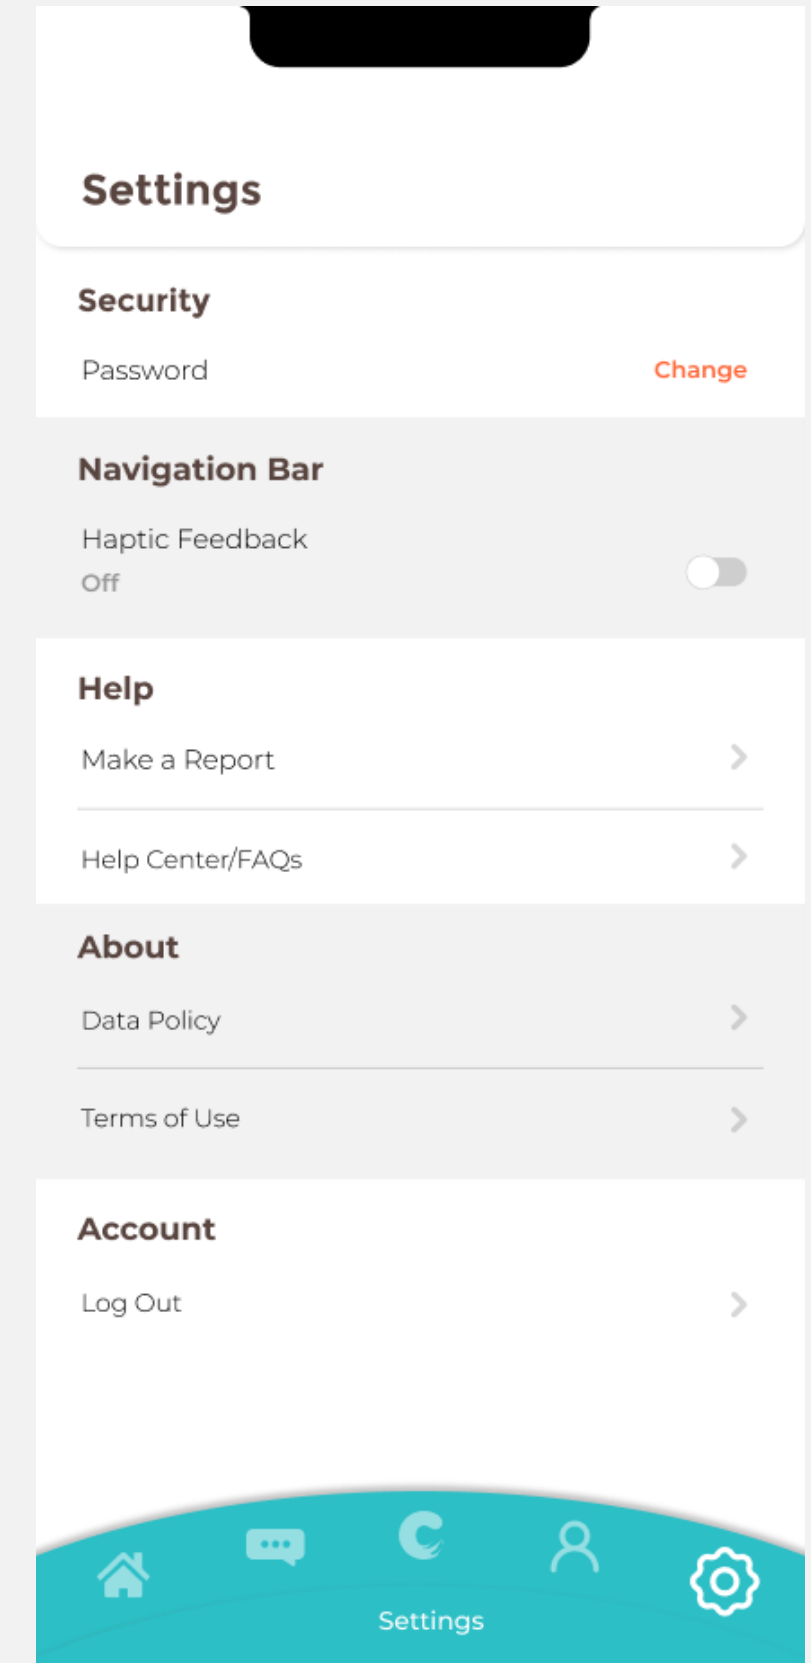 Settings
Security
Password
Change
Navigation Bar
Haptic Feedback
Off
Help
Make a Report
Help Center/FAQs
About
Data Policy
Terms of Use
Account
Log Out
Settings